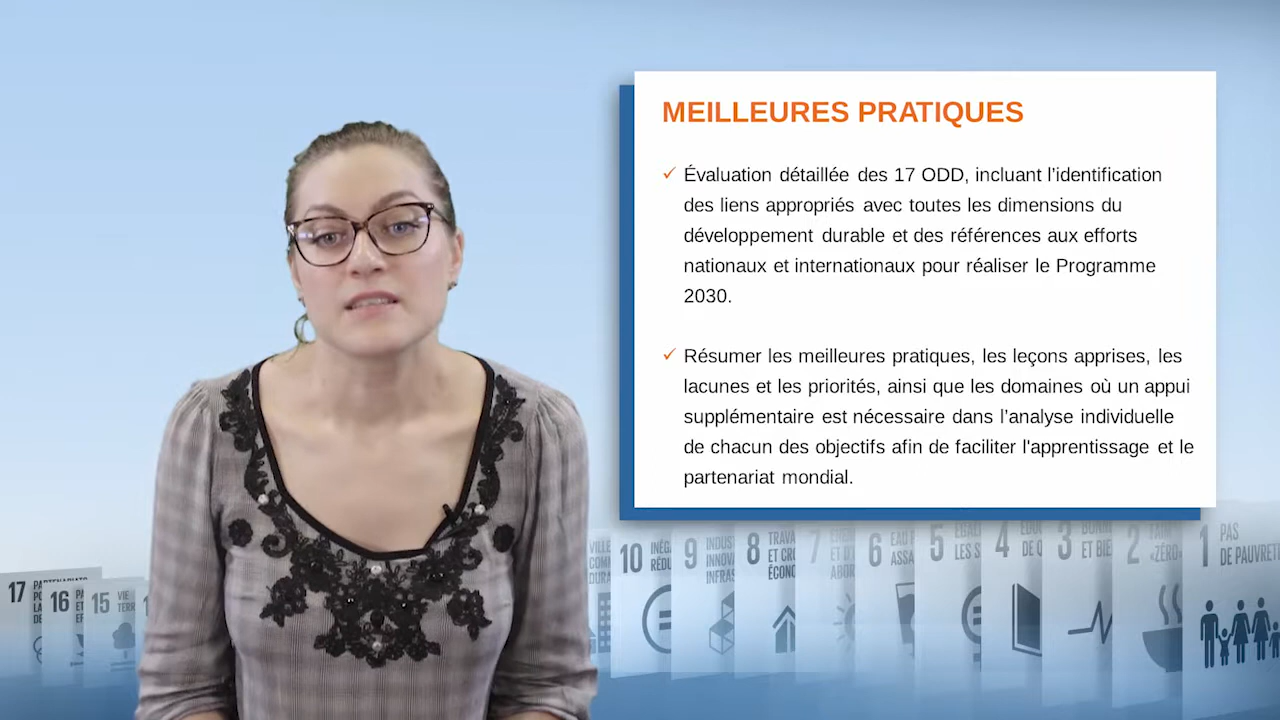 MEILLEURES PRATIQUES
✓ Évaluation détaillée des 17 ODD, incluant l'identification
des liens appropriés avec toutes les dimensions du
développement durable et des références aux efforts
nationaux et internationaux pour réaliser le Programme
2030.
✓ Résumer les meilleures pratiques, les leçons apprises, les
lacunes et les priorités, ainsi que les domaines où un appui
supplémentaire est nécessaire dans l'analyse individuelle
de chacun des objectifs afin de faciliter l'apprentissage et le
partenariat mondial.
17
16
15 VIE
10
9
8
7
6
5
4
3
2
1 PAS
DE PAUVRET